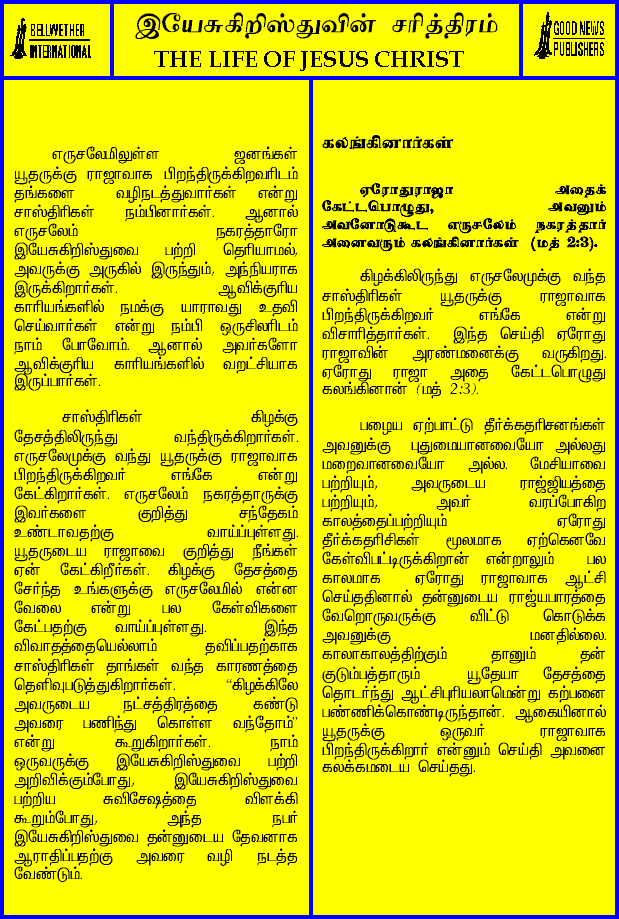 BELLWETHER
INTERNATIONAL
இயேசுகிறிஸ்துவின் சரித்திரம்
THE LIFE OF JESUS CHRIST
GOOD NEWS
PUBLISHERS
எருசலேமிலுள்ள ஜனங்கள்
யூதருக்கு ராஜாவாக பிறந்திருக்கிறவரிடம்
தங்களை வழிநடத்துவார்கள் என்று
சாஸ்திரிகள் நம்பினார்கள். ஆனால்
எருசலேம் நகரத்தாரோ
இயேசுகிறிஸ்துவை பற்றி தெரியாமல்,
அவருக்கு அருகில் இருந்தும், அந்நியராக
இருக்கிறார்கள். ஆவிக்குரிய
காரியங்களில் நமக்கு யாராவது உதவி
செய்வார்கள் என்று நம்பி ஒருசிலரிடம்
நாம் போவோம். ஆனால் அவர்களோ
ஆவிக்குரிய காரியங்களில் வறட்சியாக
இருப்பார்கள்.
சாஸ்திரிகள் கிழக்கு
தேசத்திலிருந்து வந்திருக்கிறார்கள்.
எருசலேமுக்கு வந்து யூதருக்கு ராஜாவாக
பிறந்திருக்கிறவர் எங்கே என்று
கேட்கிறார்கள். எருசலேம் நகரத்தாருக்கு
இவர்களை குறித்து சந்தேகம்
உண்டாவதற்கு வாய்ப்புள்ளது.
யூதருடைய ராஜாவை குறித்து நீங்கள்
ஏன் கேட்கிறீர்கள். கிழக்கு தேசத்தை
சேர்ந்த உங்களுக்கு எருசலேமில் என்ன
வேலை என்று பல கேள்விகளை
கேட்பதற்கு வாய்ப்புள்ளது. இந்த
விவாதத்தையெல்லாம் தவிப்பதற்காக
சாஸ்திரிகள் தாங்கள் வந்த காரணத்தை
தெளிவுபடுத்துகிறார்கள். “கிழக்கிலே
அவருடைய நட்சத்திரத்தை கண்டு
அவரை பணிந்து கொள்ள வந்தோம்”
என்று கூறுகிறார்கள். நாம்
ஒருவருக்கு இயேசுகிறிஸ்துவை பற்றி
அறிவிக்கும்போது, இயேசுகிறிஸ்துவை
பற்றிய சுவிசேஷத்தை விளக்கி
கூறும்போது, அந்த நபர்
இயேசுகிறிஸ்துவை தன்னுடைய தேவனாக
ஆராதிப்பதற்கு அவரை வழி நடத்த
வேண்டும்.
கலங்கினார்கள்
ஏரோதுராஜா அதைக்
கேட்டபொழுது, அவனும்
அவனோடுகூட எருசலேம் நகரத்தார்
அனைவரும் கலங்கினார்கள் (மத் 2:3).
கிழக்கிலிருந்து எருசலேமுக்கு வந்த
சாஸ்திரிகள் யூதருக்கு ராஜாவாக
பிறந்திருக்கிறவர் எங்கே என்று
விசாரித்தார்கள். இந்த செய்தி ஏரோது
ராஜாவின் அரண்மனைக்கு வருகிறது.
ஏரோது ராஜா அதை கேட்டபொழுது
கலங்கினான் (மத் 2:3).
பழைய ஏற்பாட்டு தீர்க்கதரிசனங்கள்
அவனுக்கு புதுமையானவையோ அல்லது
மறைவானவையோ அல்ல. மேசியாவை
பற்றியும், அவருடைய ராஜ்ஜியத்தை
பற்றியும், அவர் வரப்போகிற
காலத்தைப்பற்றியும் ஏரோது
தீர்க்கதரிசிகள் மூலமாக ஏற்கெனவே
கேள்விபட்டிருக்கிறான் என்றாலும் பல
காலமாக ஏரோது ராஜாவாக ஆட்சி
செய்ததினால் தன்னுடைய ராஜ்யபாரத்தை
வேறொருவருக்கு விட்டு கொடுக்க
அவனுக்கு மனதில்லை.
காலாகாலத்திற்கும் தானும் தன்
குடும்பத்தாரும் யூதேயா தேசத்தை
தொடர்ந்து ஆட்சிபுரியலாமென்று கற்பனை
பண்ணிக்கொண்டிருந்தான். ஆகையினால்
யூதருக்கு ஒருவர் ராஜாவாக
பிறந்திருக்கிறார் என்னும் செய்தி அவனை
கலக்கமடைய செய்தது.